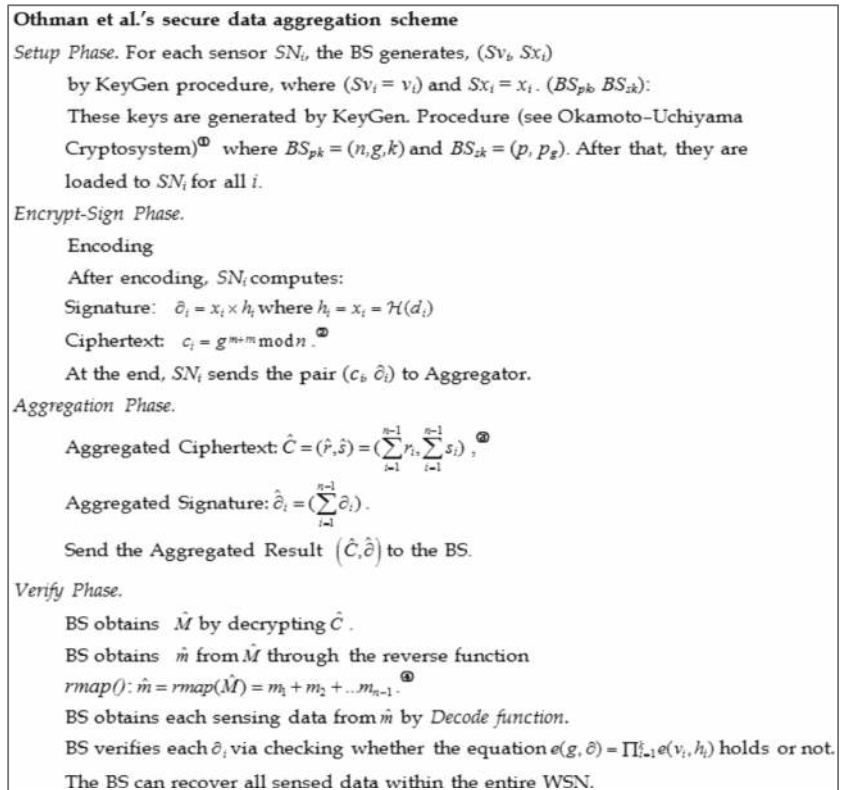 Othman et al.'s secure data aggregation scheme
Setup Phase. For each sensor SNᵢ, the BS generates, (Svᵢ, Sxᵢ)
by KeyGen procedure, where (Svᵢ = vᵢ) and Sxᵢ = xᵢ . (BSₚₖ, BSₛₖ):
These keys are generated by KeyGen. Procedure (see Okamoto-Uchiyama
Cryptosystem)① where BSₚₖ = (n,g,k) and BSₛₖ = (p, p_g). After that, they are
loaded to SNᵢ for all i.
Encrypt-Sign Phase.
Encoding
After encoding, SNᵢ computes:
Signature: ∂ᵢ = xᵢ × hᵢ where hᵢ = xᵢ = ℋ(dᵢ)
Ciphertext: cᵢ = g^{m+m} mod n .②
At the end, SNᵢ sends the pair (cᵢ, ∂ᵢ) to Aggregator.
Aggregation Phase.
Aggregated Ciphertext: Ĉ = (r̂,ŝ) = (∑_{i=1}^{n-1} rᵢ, ∑_{i=1}^{n-1} sᵢ) ,③
Aggregated Signature: ∂̂ᵢ = (∑_{i=1}^{n-1} ∂ᵢ) .
Send the Aggregated Result (Ĉ,∂̂) to the BS.
Verify Phase.
BS obtains M̂ by decrypting Ĉ .
BS obtains m̂ from M̂ through the reverse function
rmap(): m̂ = rmap(M̂) = m₁ + m₂ + ...mₙ₋₁.④
BS obtains each sensing data from m̂ by Decode function.
BS verifies each ∂ᵢ via checking whether the equation e(g, ∂) = ∏ᵢ₌₁ e(vᵢ, hᵢ) holds or not.
The BS can recover all sensed data within the entire WSN.